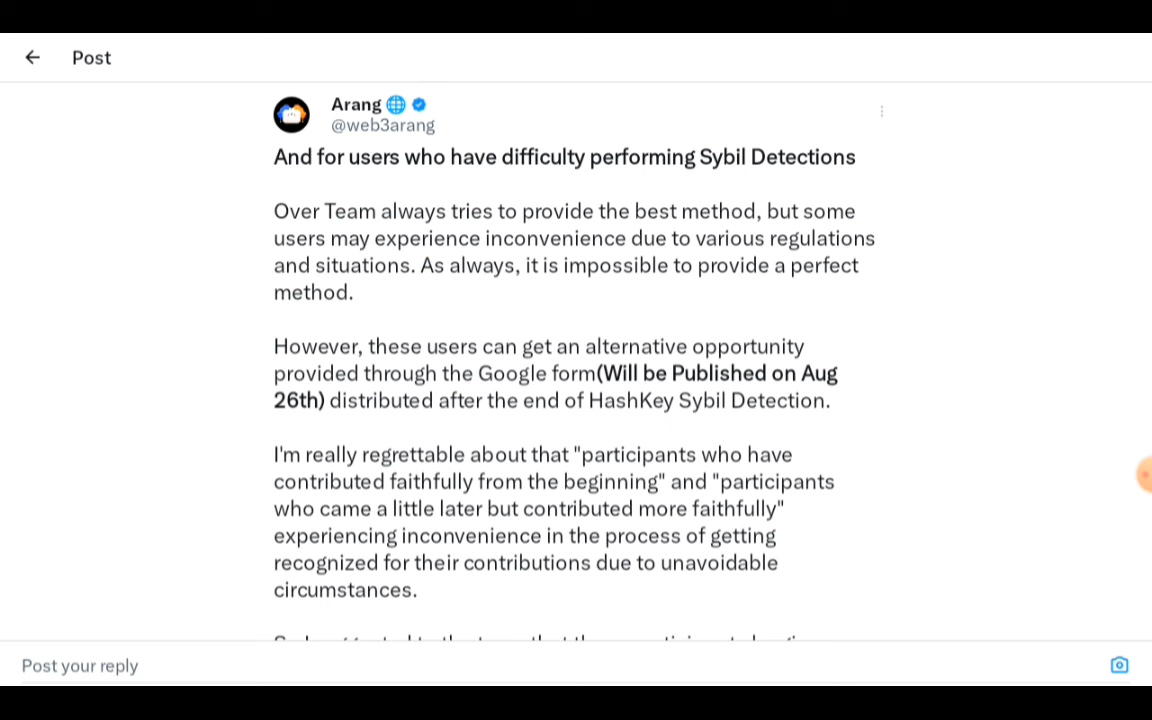 Post
Arang
@web3arang
And for users who have difficulty performing Sybil Detections
Over Team always tries to provide the best method, but some
users may experience inconvenience due to various regulations
and situations. As always, it is impossible to provide a perfect
method.
However, these users can get an alternative opportunity
provided through the Google form(Will be Published on Aug
26th) distributed after the end of HashKey Sybil Detection.
I'm really regrettable about that "participants who have
contributed faithfully from the beginning" and "participants
who came a little later but contributed more faithfully"
experiencing inconvenience in the process of getting
recognized for their contributions due to unavoidable
circumstances.
Post your reply